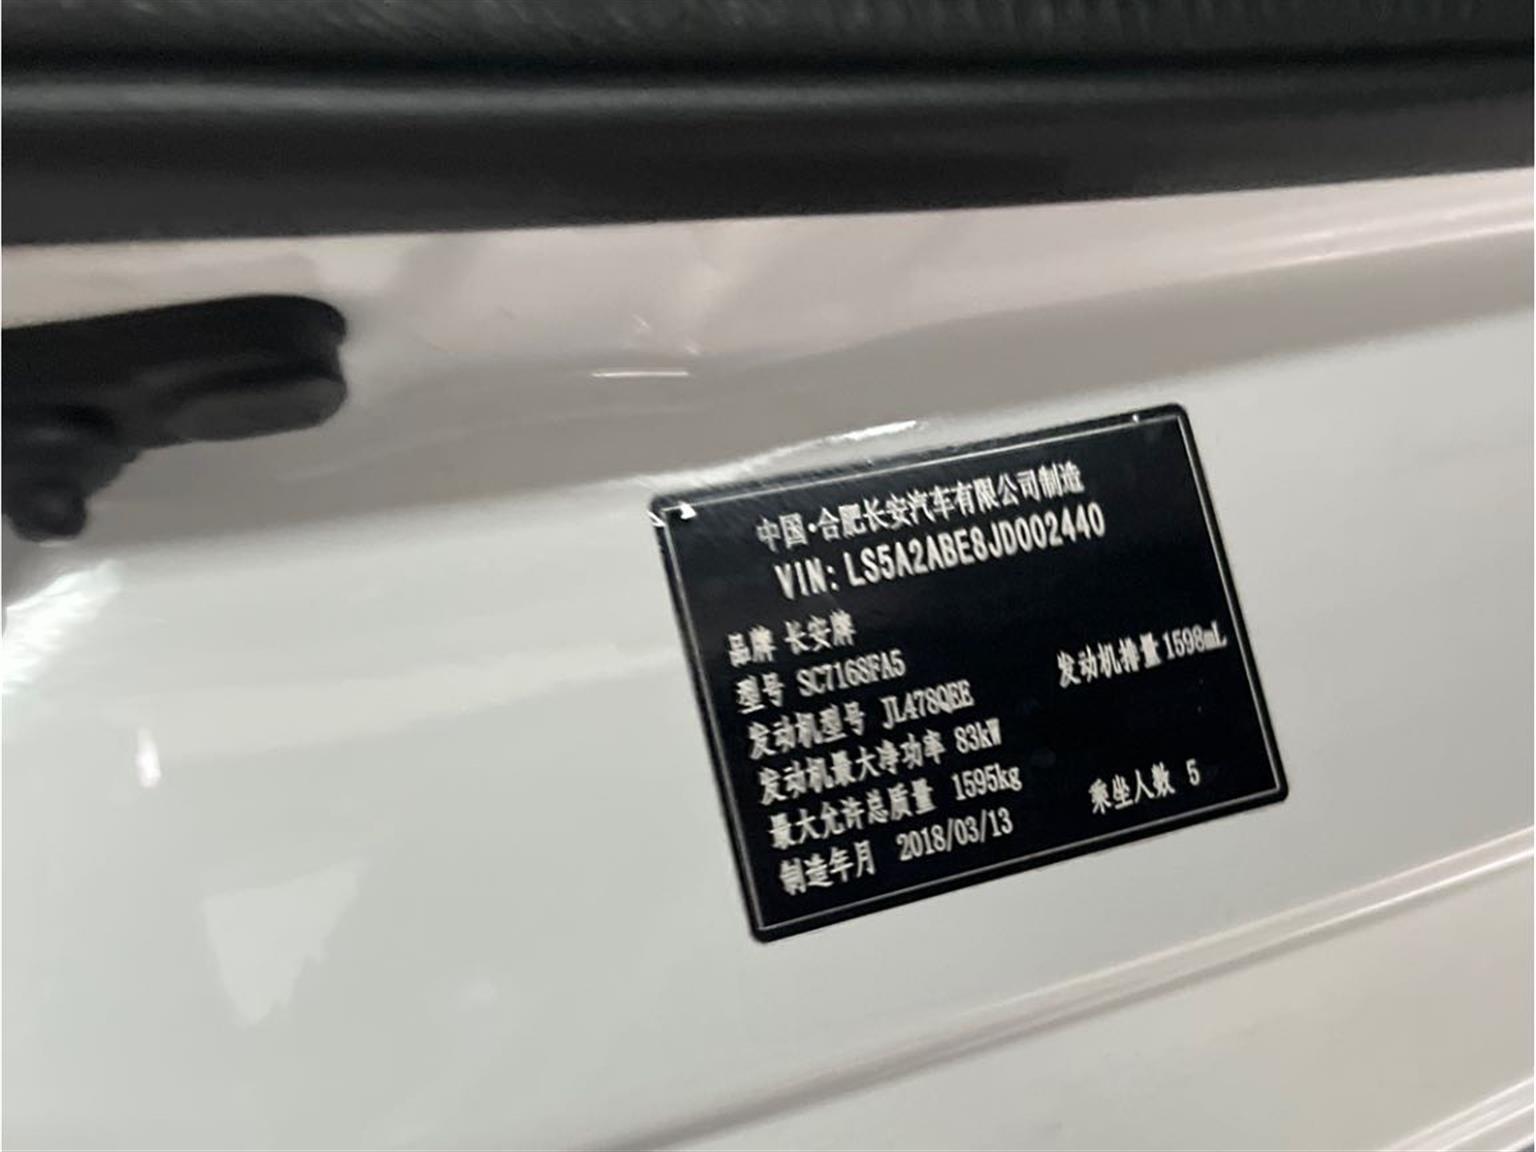 中国·合肥长安汽车有限公司制造
VIN: LS5A2ABE8JD002440
品牌 长安牌
型号 SC7168FA5
发动机型号 JL478QEE 发动机排量 1598mL
发动机最大净功率 83kW
最大允许总质量 1595kg
制造年月 2018/03/13 乘坐人数 5